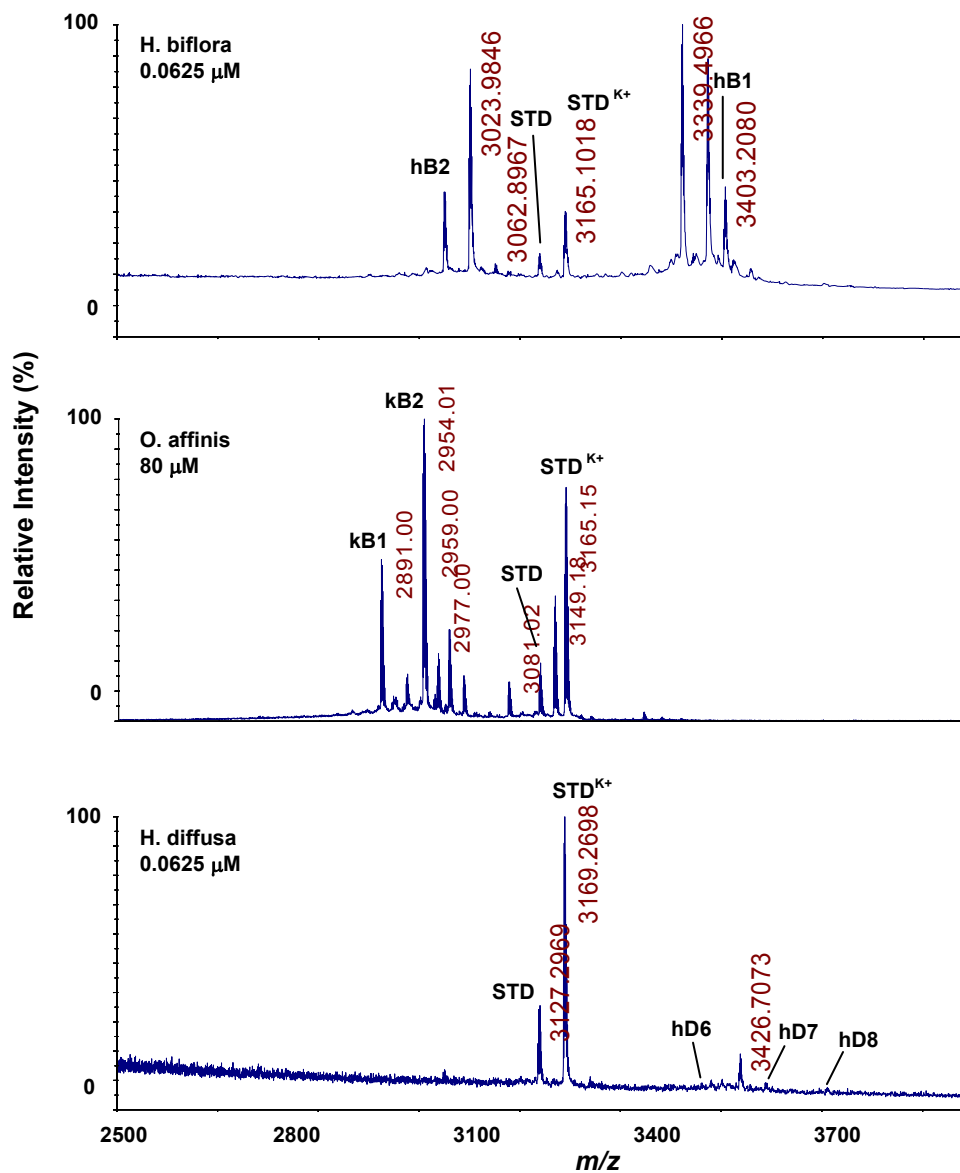 100
H. biflora
0.0625 µM
hB2
3023.9846
3062.8967
STD
STD K+
3165.1018
3339.4966
hB1
3403.2080
0
Relative Intensity (%)
100
O. affinis
80 µM
kB1
2891.00
kB2
2954.01
2959.00
2977.00
STD
3081.02
STD K+
3149.18
3165.15
0
100
H. diffusa
0.0625 µM
STD
3127.2969
STD K+
3169.2698
hD6
3426.7073
hD7
hD8
0
2500 2800 3100 3400 3700
m/z